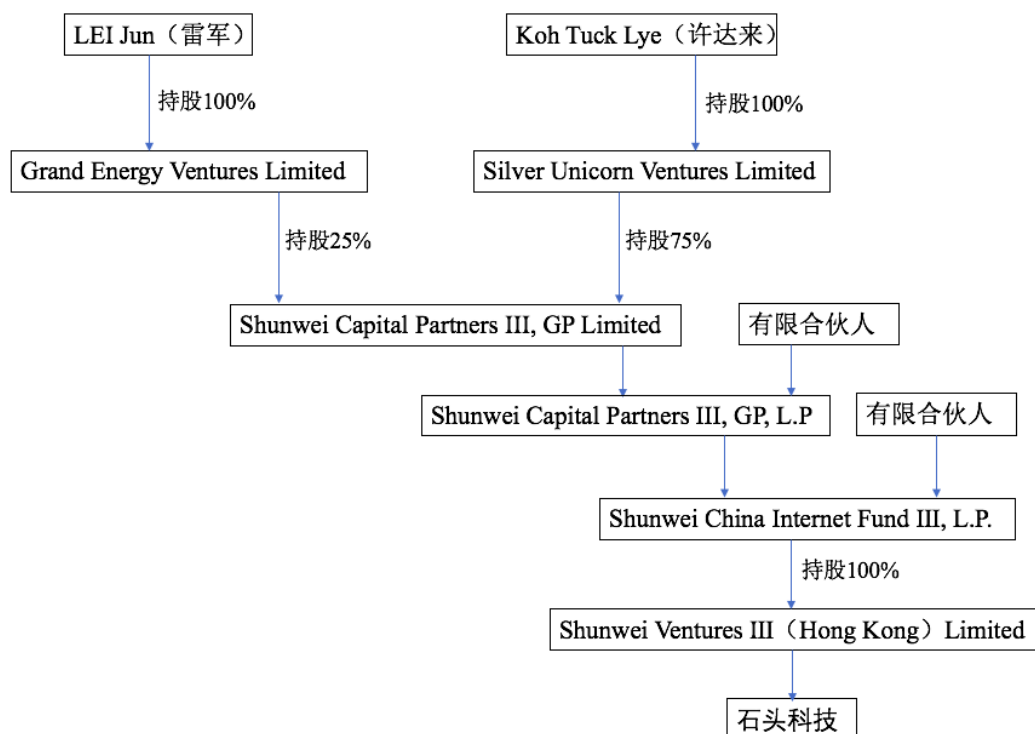 LEI Jun（雷军）
Koh Tuck Lye（许达来）
持股100%
持股100%
Grand Energy Ventures Limited
Silver Unicorn Ventures Limited
持股25%
持股75%
Shunwei Capital Partners III, GP Limited
有限合伙人
Shunwei Capital Partners III, GP, L.P
有限合伙人
Shunwei China Internet Fund III, L.P.
持股100%
Shunwei Ventures III（Hong Kong）Limited
石头科技